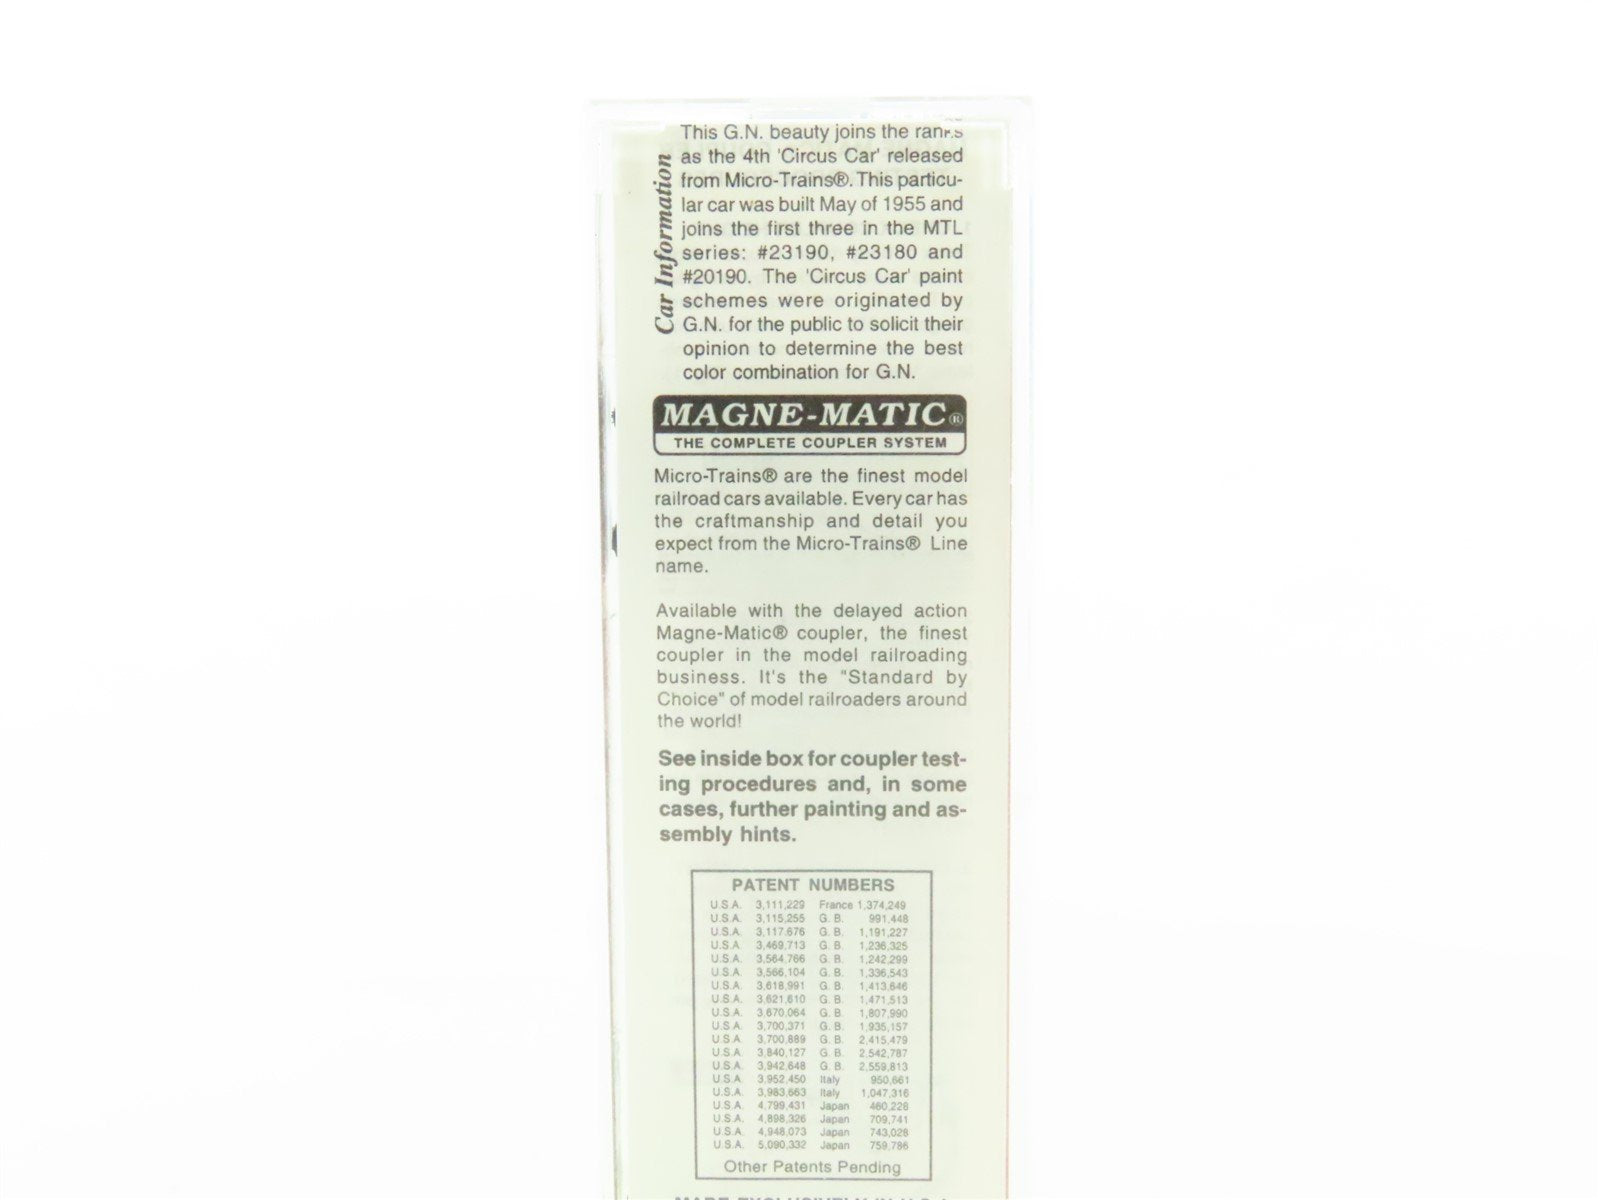 This G.N. beauty joins the ranks
as the 4th 'Circus Car' released
from Micro-Trains®. This particu-
lar car was built May of 1955 and
joins the first three in the MTL
series: #23190, #23180 and
#20190. The 'Circus Car' paint
schemes were originated by
G.N. for the public to solicit their
opinion to determine the best
color combination for G.N.
Car Information
MAGNE-MATIC®
THE COMPLETE COUPLER SYSTEM
Micro-Trains® are the finest model
railroad cars available. Every car has
the craftmanship and detail you
expect from the Micro-Trains® Line
name.
Available with the delayed action
Magne-Matic® coupler, the finest
coupler in the model railroading
business. It's the "Standard by
Choice" of model railroaders around
the world!
See inside box for coupler test-
ing procedures and, in some
cases, further painting and as-
sembly hints.
PATENT NUMBERS
U.S.A. 3,111,229 France 1,374,249
U.S.A. 3,115,255 G. B. 991,448
U.S.A. 3,117,676 G. B. 1,191,227
U.S.A. 3,469,713 G. B. 1,236,325
U.S.A. 3,564,766 G. B. 1,242,299
U.S.A. 3,566,104 G. B. 1,336,543
U.S.A. 3,618,991 G. B. 1,413,646
U.S.A. 3,621,610 G. B. 1,471,513
U.S.A. 3,670,064 G. B. 1,807,990
U.S.A. 3,700,371 G. B. 1,935,157
U.S.A. 3,700,889 G. B. 2,415,479
U.S.A. 3,840,127 G. B. 2,542,787
U.S.A. 3,942,648 G. B. 2,559,813
U.S.A. 3,952,450 Italy 950,661
U.S.A. 3,983,663 Italy 1,047,316
U.S.A. 4,799,431 Japan 460,226
U.S.A. 4,898,326 Japan 709,741
U.S.A. 4,948,073 Japan 743,028
U.S.A. 5,090,332 Japan 759,786
Other Patents Pending
MADE EXCLUSIVELY IN U.S.A.